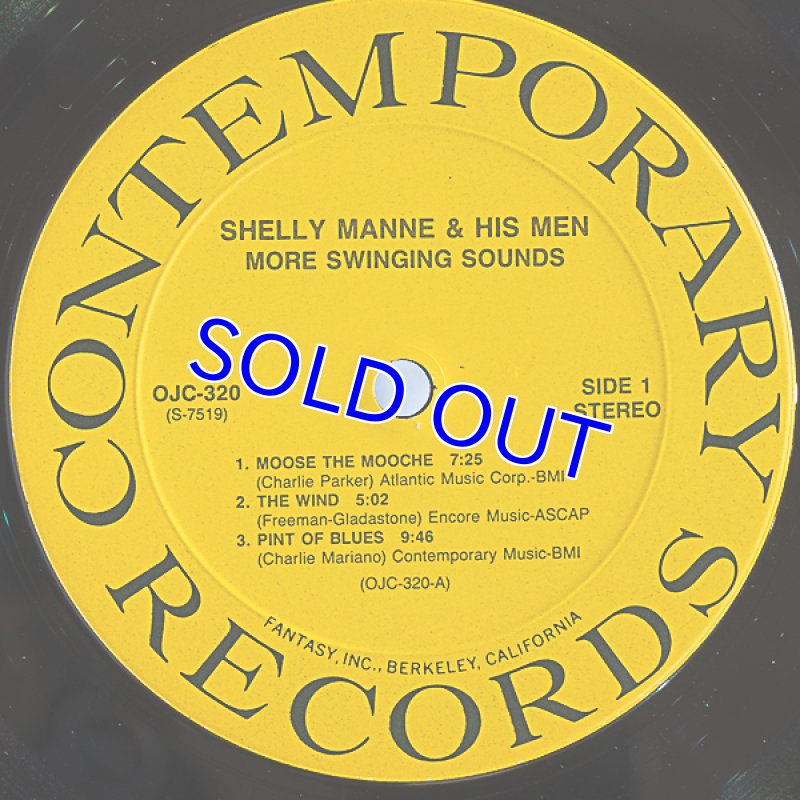 CONTEMPORARY
SHELLY MANNE & HIS MEN
MORE SWINGING SOUNDS
SOLD OUT
OJC-320
(S-7519)
SIDE 1
STEREO
1. MOOSE THE MOOCHE 7:25
(Charlie Parker) Atlantic Music Corp.-BMI
2. THE WIND 5:02
(Freeman-Gladastone) Encore Music-ASCAP
3. PINT OF BLUES 9:46
(Charlie Mariano) Contemporary Music-BMI
(OJC-320-A)
FANTASY, INC., BERKELEY, CALIFORNIA
RECORDS